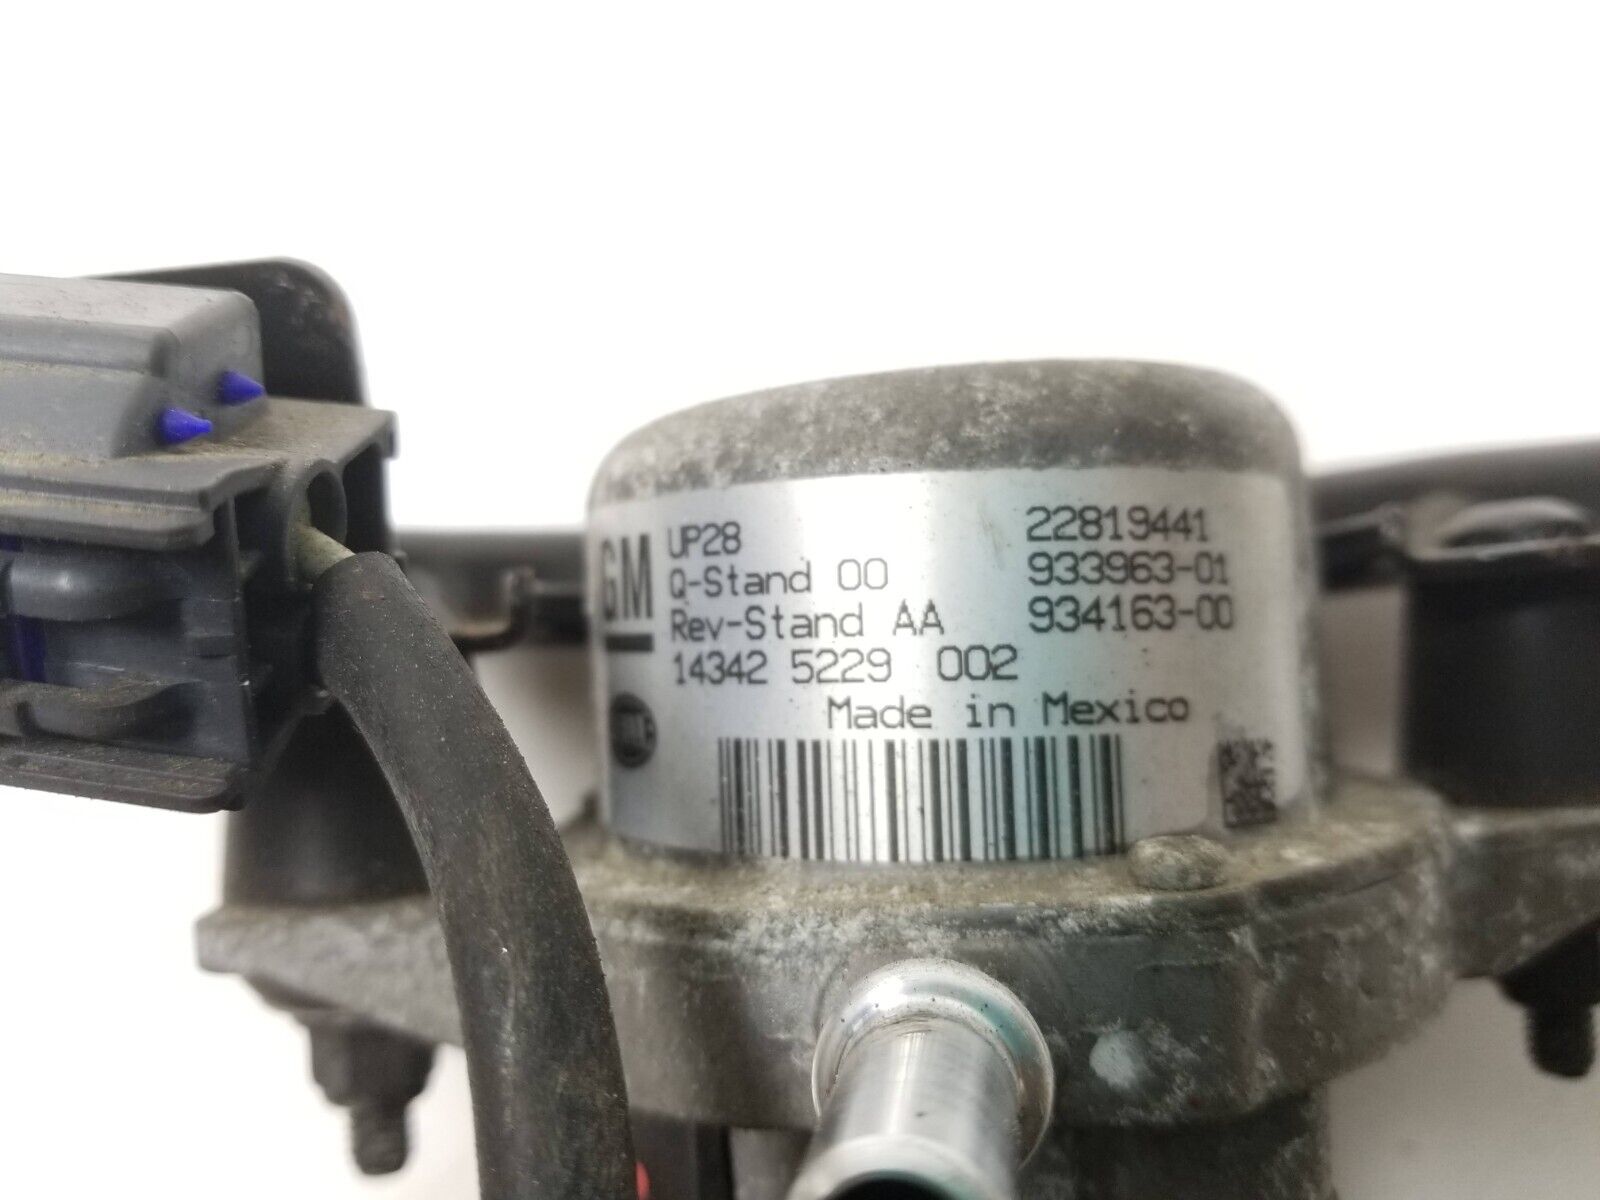 GM
UP28 22819441
Q-Stand 00 933963-01
Rev-Stand AA 934163-00
14342 5229 002
Made in Mexico